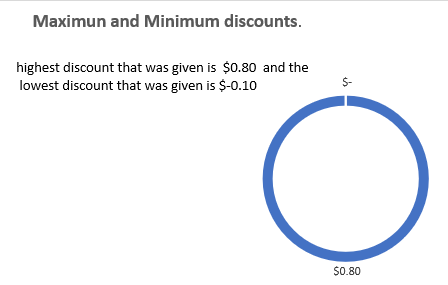 Maximun and Minimum discounts.
highest discount that was given is $0.80 and the
lowest discount that was given is $-0.10
$-
$0.80